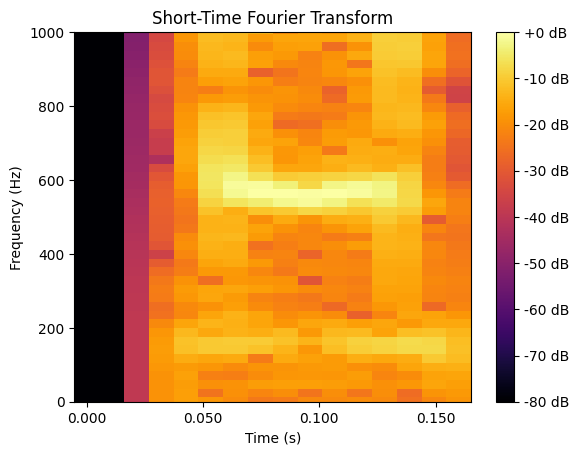 Short-Time Fourier Transform
Frequency (Hz)
1000
800
600
400
200
0
0.000
0.050
0.100
0.150
Time (s)
+0 dB
-10 dB
-20 dB
-30 dB
-40 dB
-50 dB
-60 dB
-70 dB
-80 dB